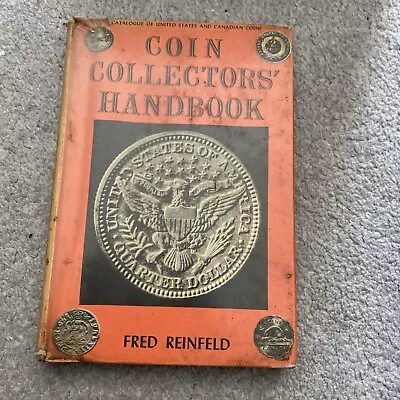 CATALOGUE OF UNITED STATES AND CANADIAN COINS
COIN
COLLECTORS'
HANDBOOK
UNITED STATES OF AMERICA
QUARTER DOLLAR
FRED REINFELD